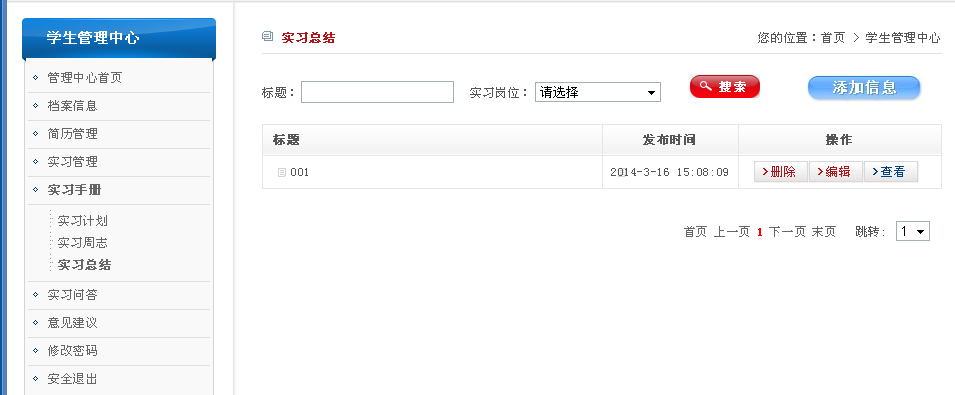 学生管理中心
管理中心首页
档案信息
简历管理
实习管理
实习手册
实习计划
实习周志
实习总结
实习问答
意见建议
修改密码
安全退出
实习总结
您的位置：首页 > 学生管理中心
标题： 实习岗位： 请选择 搜索 添加信息
标题 发布时间 操作
001 2014-3-16 15:08:09 删除 编辑 查看
首页 上一页 1 下一页 末页 跳转: 1